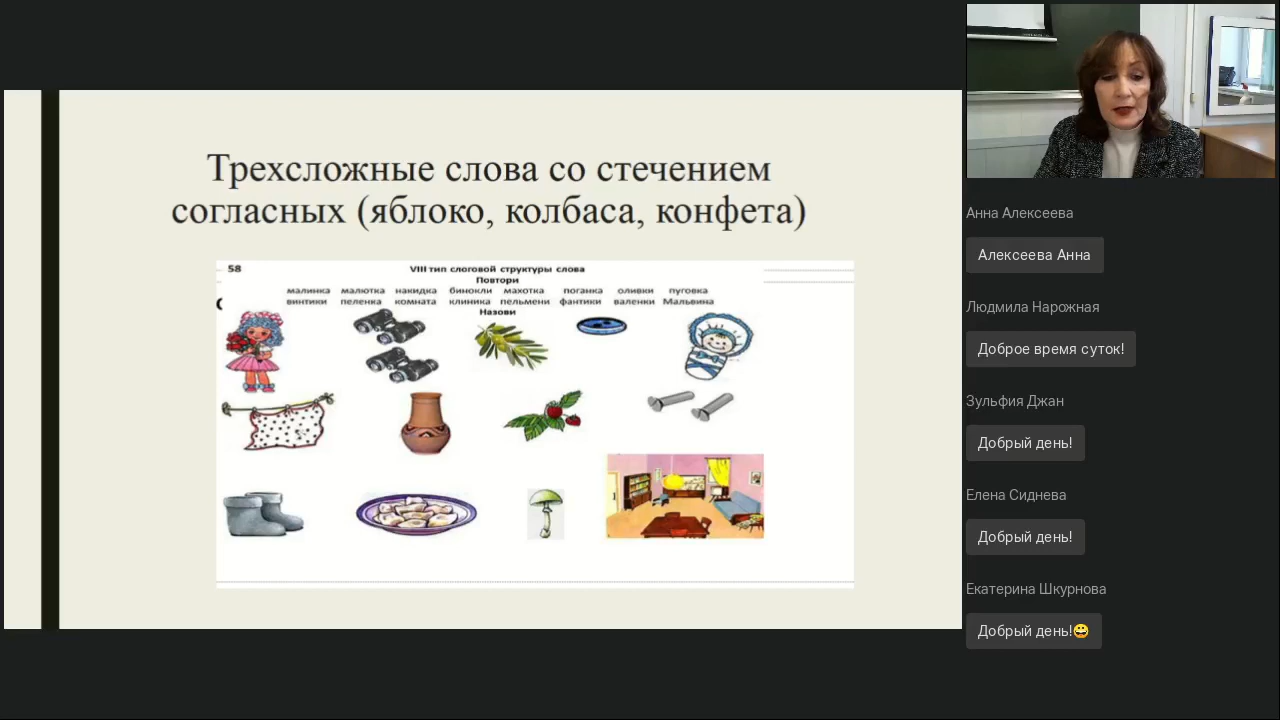 Трехсложные слова со стечением
согласных (яблоко, колбаса, конфета)
58
VIII тип слоговой структуры слова
Повтори
малинка малютка накидка бинокли махотка поганка оливки пуговка
винтики пеленка комната клиника пельмени фантики валенки Мальвина
Назови
Анна Алексеева
Алексеева Анна
Людмила Нарожная
Доброе время суток!
Зульфия Джан
Добрый день!
Елена Сиднева
Добрый день!
Екатерина Шкурнова
Добрый день!😀